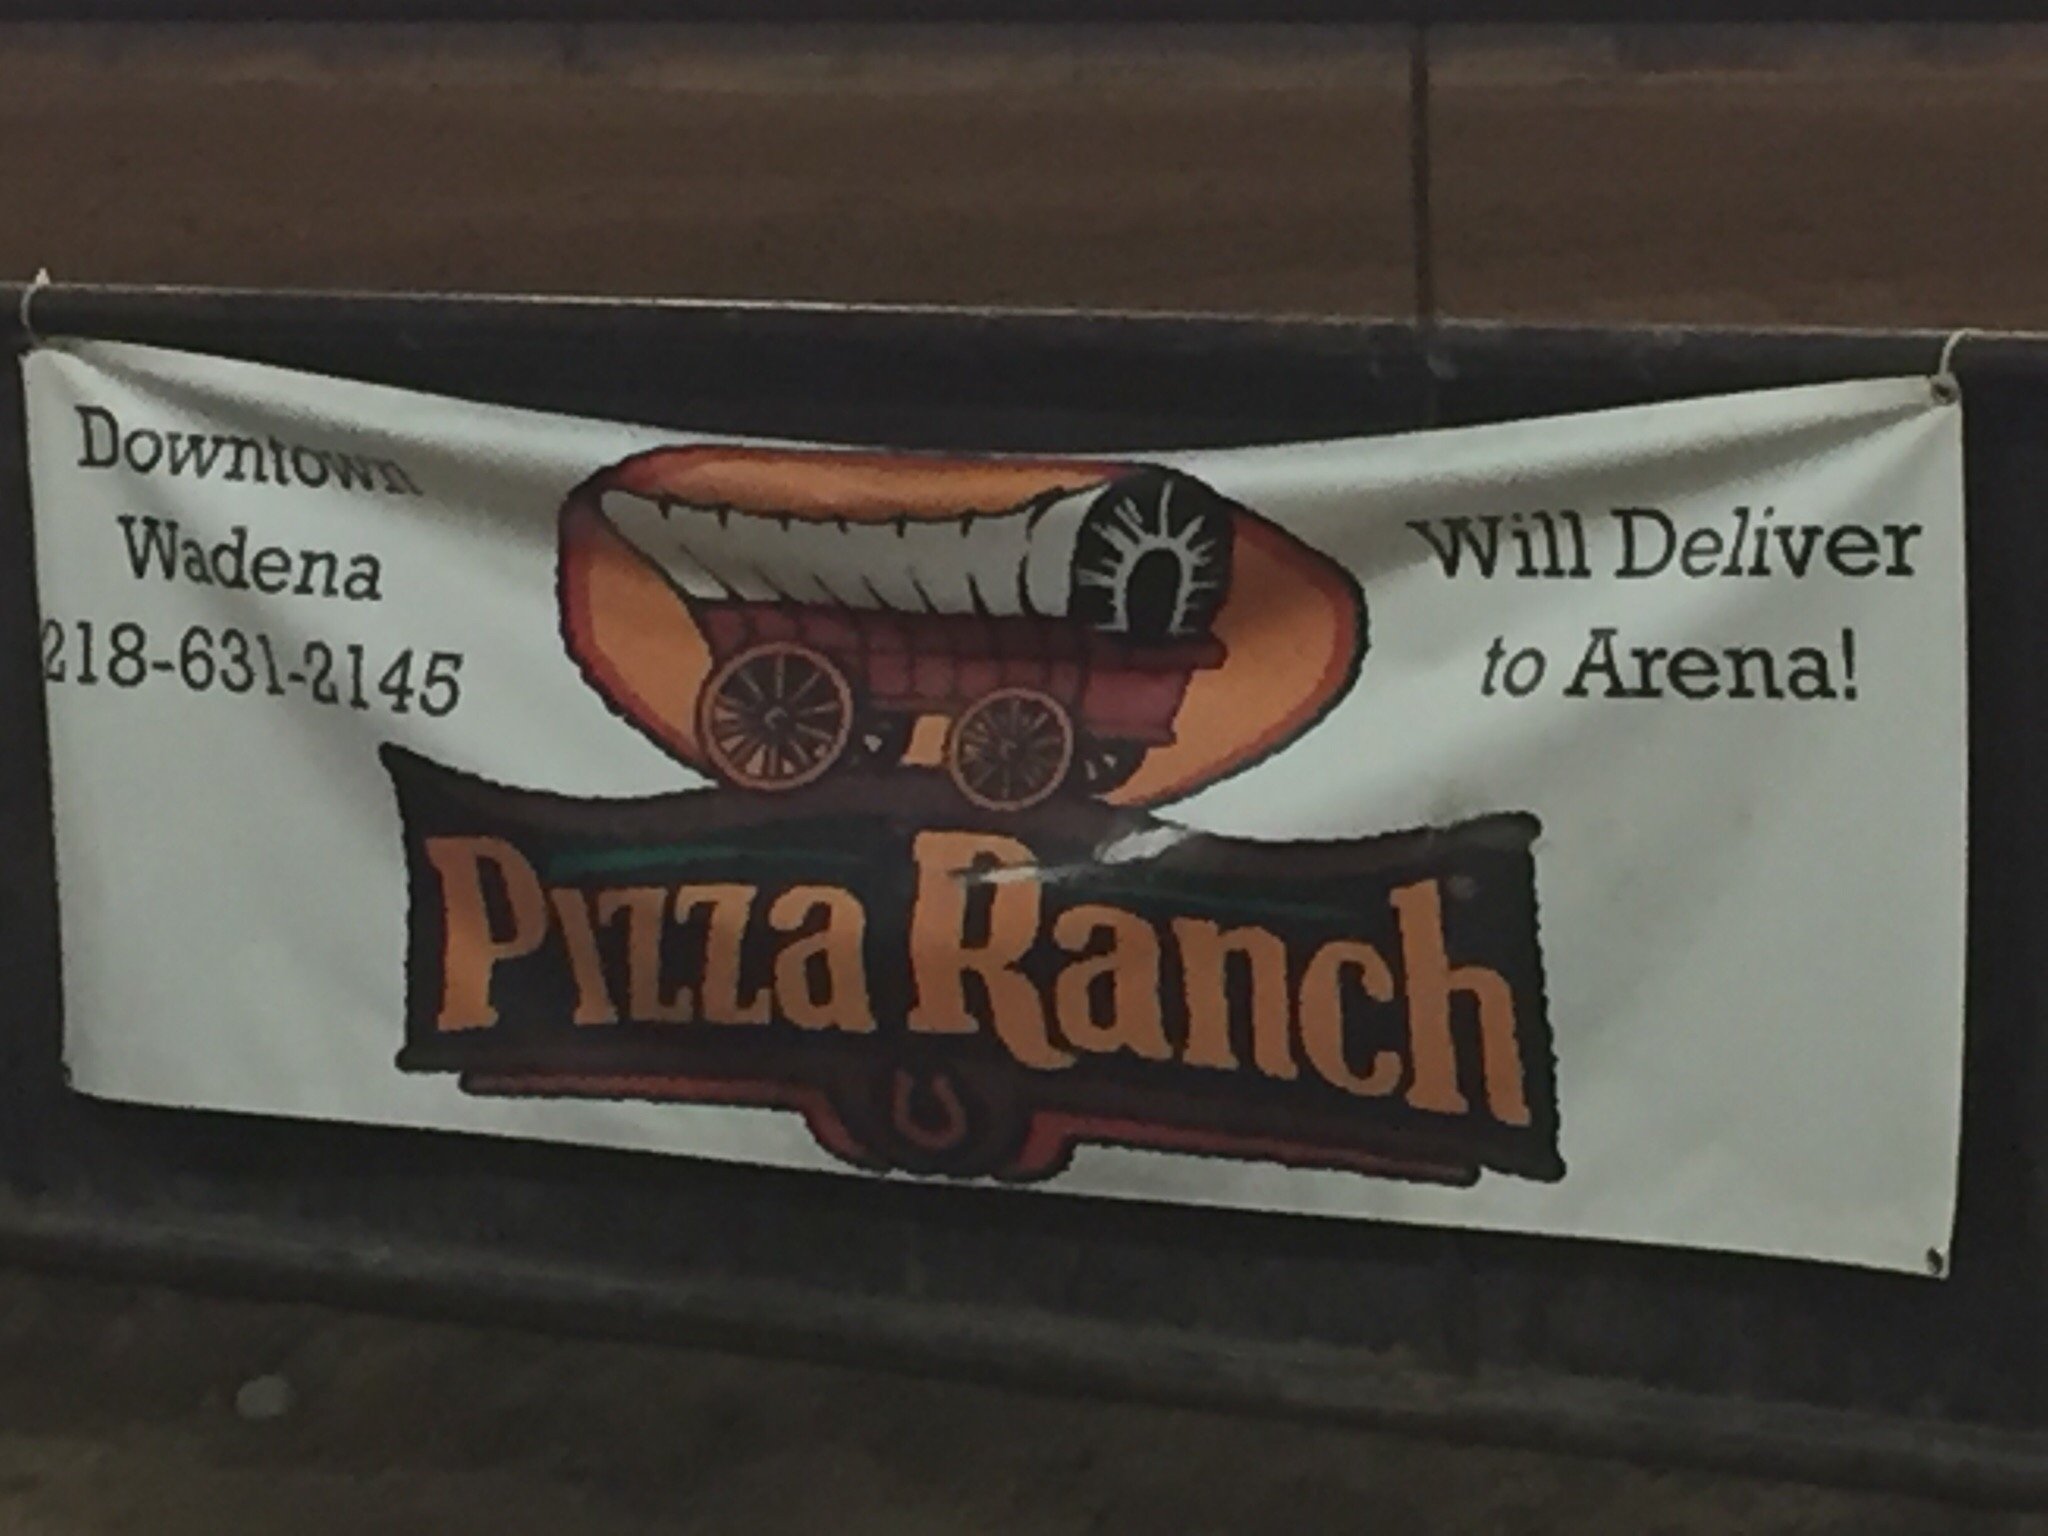 Downtown
Wadena
218-631-2145
Will Deliver
to Arena!
Pizza Ranch